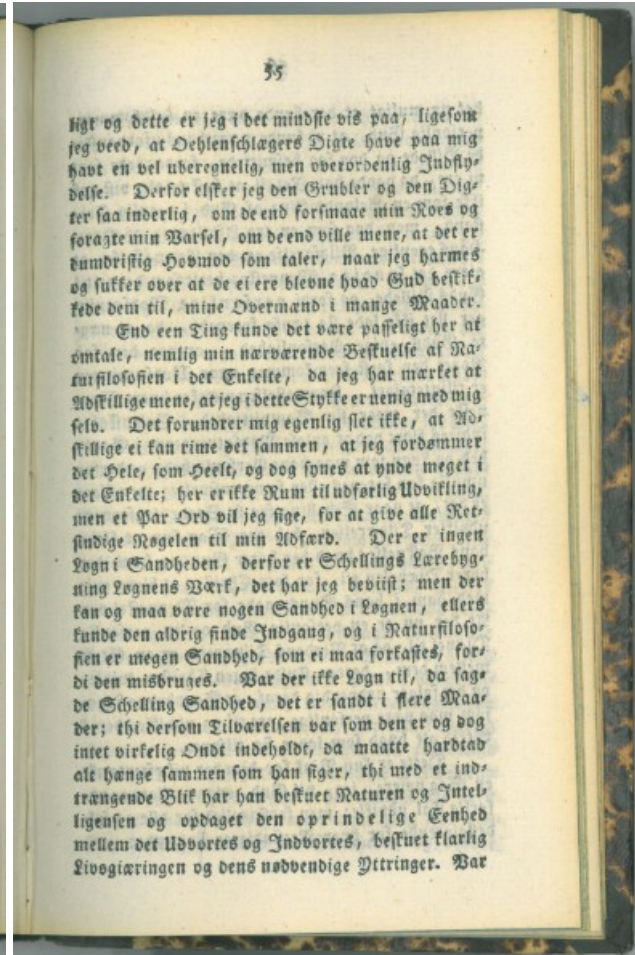 55
ligt og dette er jeg i det mindste vis paa, ligesom
jeg veed, at Oehlenschlægers Digte have paa mig
havt en vel uberegnelig, men overordenlig Indfly-
delse. Derfor elsker jeg den Grubler og den Dig-
ter saa inderlig, om de end forsmaae min Roes og
foragte min Varsel, om de end ville mene, at det er
dumdristig Hovmod som taler, naar jeg harmes
og sukker over at de ei ere blevne hvad Gud beskik-
kede dem til, mine Overmænd i mange Maader.
End een Ting kunde det være passeligt her at
omtale, nemlig min nærværende Beskuelse af Na-
turfilosofien i det Enkelte, da jeg har mærket at
Adskillige mene, at jeg i dette Stykke er uenig med mig
selv. Det forundrer mig egenlig slet ikke, at Ad-
skillige ei kan rime det sammen, at jeg fordømmer
det Hele, som Heelt, og dog synes at ynde meget i
det Enkelte; her er ikke Rum til udførlig Udvikling,
men et Par Ord vil jeg sige, for at give alle Ret-
sindige Nøgelen til min Adfærd. Der er ingen
Løgn i Sandheden, derfor er Schellings Lærebyg-
ning Løgnens Værk, det har jeg beviist; men der
kan og maa være nogen Sandhed i Løgnen, ellers
kunde den aldrig finde Indgang, og i Naturfiloso-
fien er megen Sandhed, som ei maa forkastes, for-
di den misbruges. Var der ikke Løgn til, da sag-
de Schelling Sandhed, det er sandt i flere Maa-
der; thi dersom Tilværelsen var som den er og dog
intet virkelig Ondt indeholdt, da maatte hardtad
alt hænge sammen som han siger, thi med et ind-
trængende Blik har han beskuet Naturen og Intel-
ligensen og opdaget den oprindelige Eenhed
mellem det Udvortes og Indvortes, beskuet klarlig
Livsgiæringen og dens nødvendige Yttringer. Var